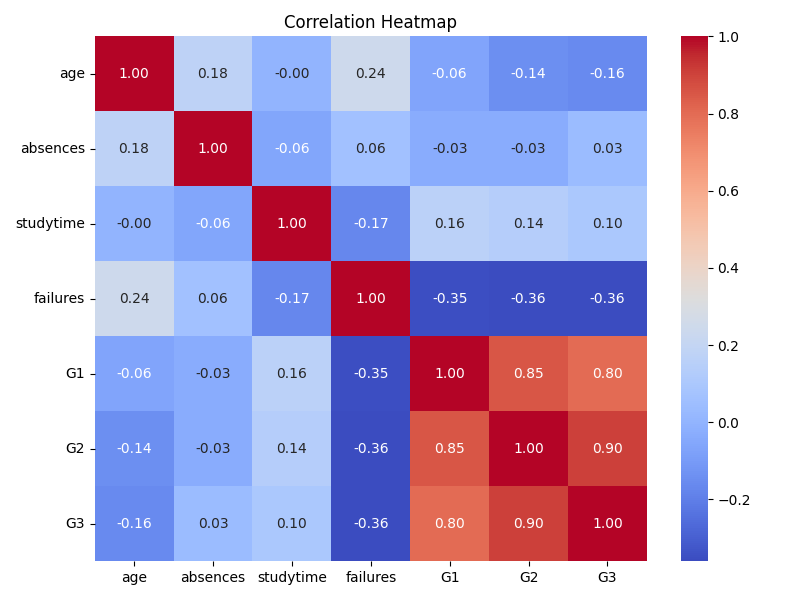 Correlation Heatmap
age 1.00 0.18 -0.00 0.24 -0.06 -0.14 -0.16
absences 0.18 1.00 -0.06 0.06 -0.03 -0.03 0.03
studytime -0.00 -0.06 1.00 -0.17 0.16 0.14 0.10
failures 0.24 0.06 -0.17 1.00 -0.35 -0.36 -0.36
G1 -0.06 -0.03 0.16 -0.35 1.00 0.85 0.80
G2 -0.14 -0.03 0.14 -0.36 0.85 1.00 0.90
G3 -0.16 0.03 0.10 -0.36 0.80 0.90 1.00
age absences studytime failures G1 G2 G3
1.0
0.8
0.6
0.4
0.2
0.0
−0.2